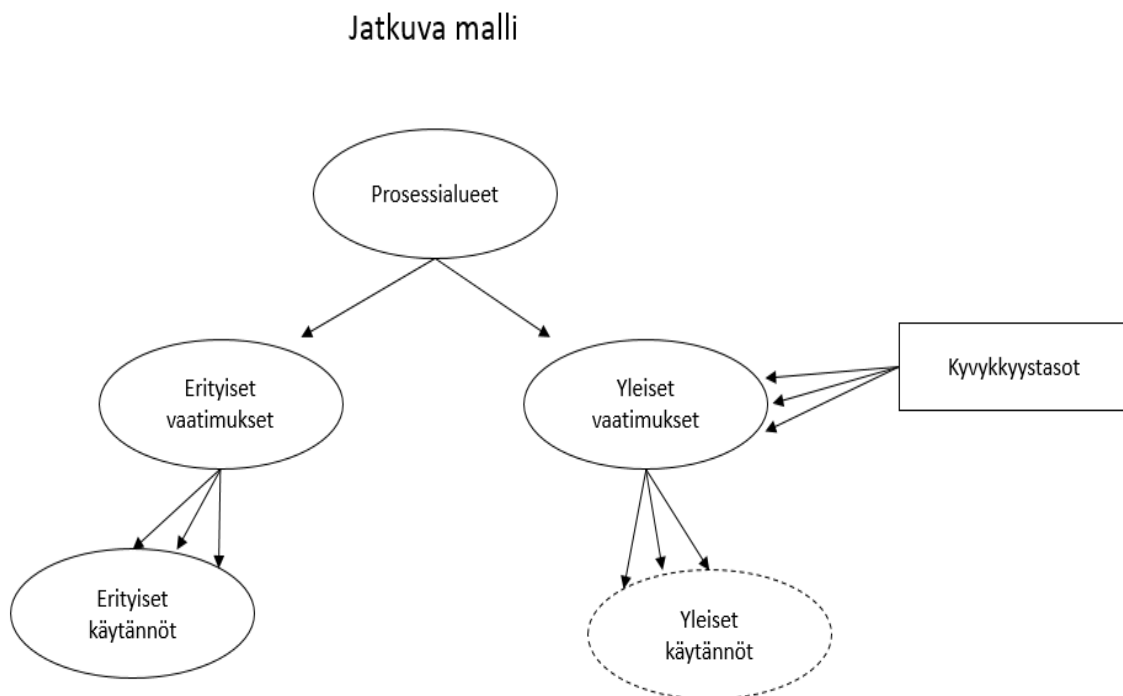 Jatkuva malli
Prosessialueet
Erityiset
vaatimukset
Yleiset
vaatimukset
Kyvykkyystasot
Erityiset
käytännöt
Yleiset
käytännöt